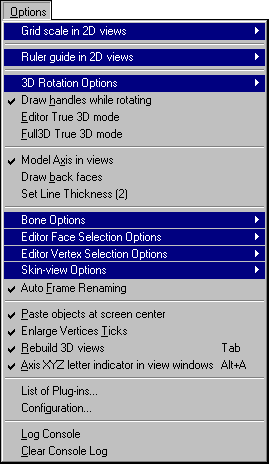 Options
Grid scale in 2D views
Ruler guide in 2D views
3D Rotation Options
Draw handles while rotating
Editor True 3D mode
Full3D True 3D mode
Model Axis in views
Draw back faces
Set Line Thickness (2)
Bone Options
Editor Face Selection Options
Editor Vertex Selection Options
Skin-view Options
Auto Frame Renaming
Paste objects at screen center
Enlarge Vertices Ticks
Rebuild 3D views Tab
Axis XYZ letter indicator in view windows Alt+A
List of Plug-ins...
Configuration...
Log Console
Clear Console Log